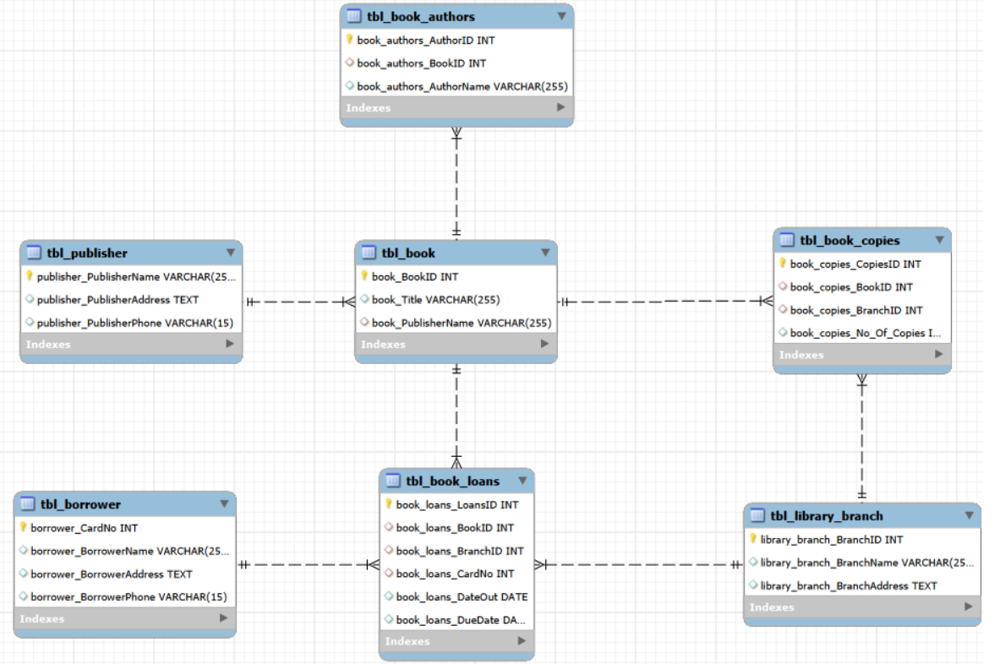 tbl_book_authors
book_authors_AuthorID INT
book_authors_BookID INT
book_authors_AuthorName VARCHAR(255)
Indexes
tbl_publisher
publisher_PublisherName VARCHAR(25...
publisher_PublisherAddress TEXT
publisher_PublisherPhone VARCHAR(15)
Indexes
tbl_book
book_BookID INT
book_Title VARCHAR(255)
book_PublisherName VARCHAR(255)
Indexes
tbl_book_copies
book_copies_CopiesID INT
book_copies_BookID INT
book_copies_BranchID INT
book_copies_No_Of_Copies I...
Indexes
tbl_borrower
borrower_CardNo INT
borrower_BorrowerName VARCHAR(25...
borrower_BorrowerAddress TEXT
borrower_BorrowerPhone VARCHAR(15)
Indexes
tbl_book_loans
book_loans_LoansID INT
book_loans_BookID INT
book_loans_BranchID INT
book_loans_CardNo INT
book_loans_DateOut DATE
book_loans_DueDate DA...
Indexes
tbl_library_branch
library_branch_BranchID INT
library_branch_BranchName VARCHAR(25...
library_branch_BranchAddress TEXT
Indexes